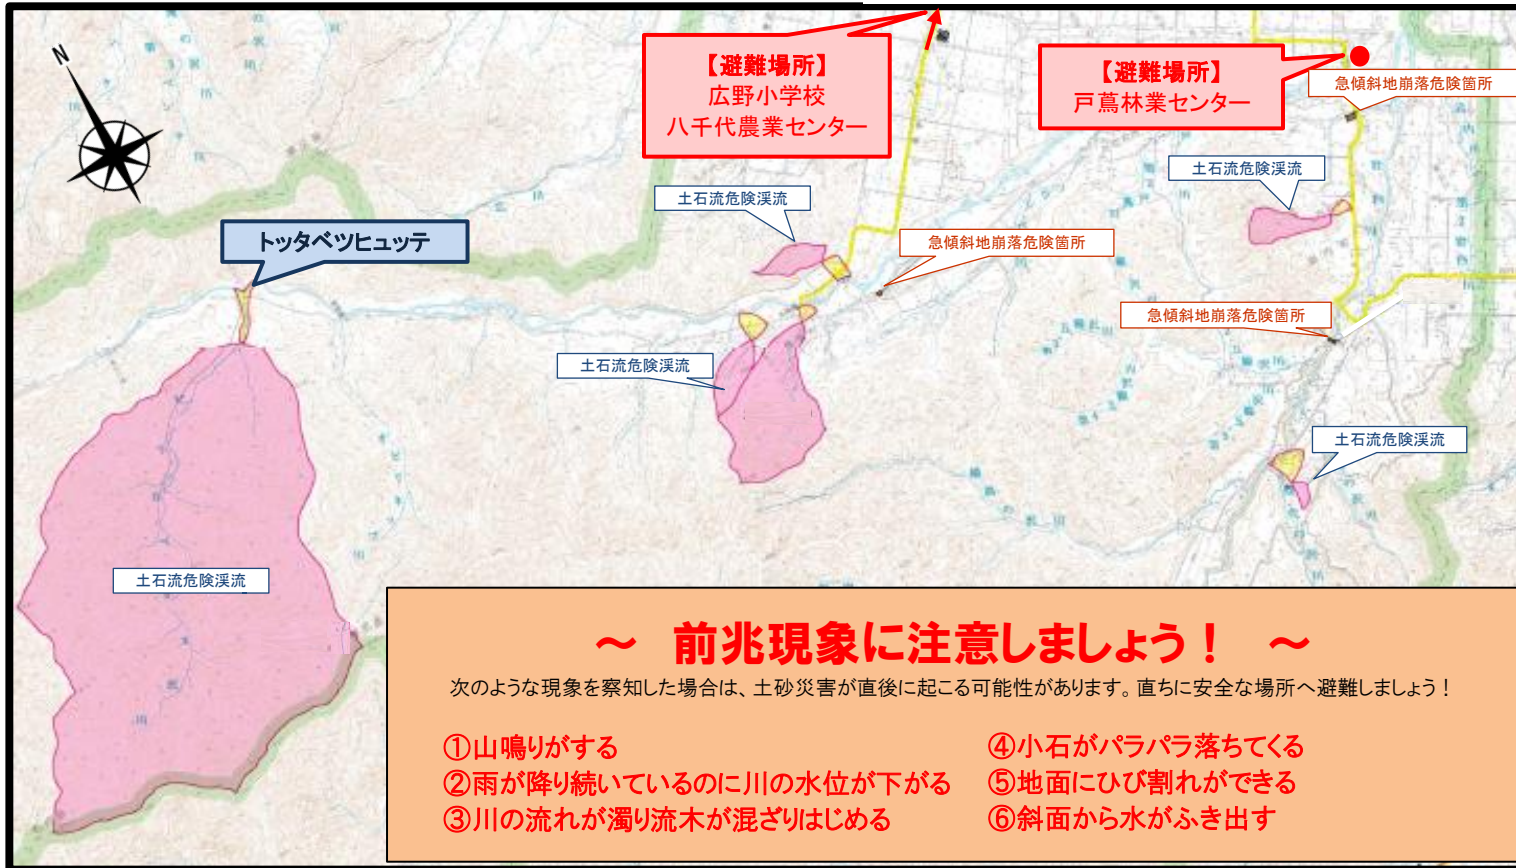 N
【避難場所】
広野小学校
八千代農業センター
【避難場所】
戸蔦林業センター
急傾斜地崩落危険箇所
土石流危険渓流
土石流危険渓流
トッタベツヒュッテ
急傾斜地崩落危険箇所
急傾斜地崩落危険箇所
土石流危険渓流
土石流危険渓流
土石流危険渓流
～ 前兆現象に注意しましょう！ ～
次のような現象を察知した場合は、土砂災害が直後に起こる可能性があります。直ちに安全な場所へ避難しましょう！
①山鳴りがする
②雨が降り続いているのに川の水位が下がる
③川の流れが濁り流木が混ざりはじめる
④小石がパラパラ落ちてくる
⑤地面にひび割れができる
⑥斜面から水がふき出す